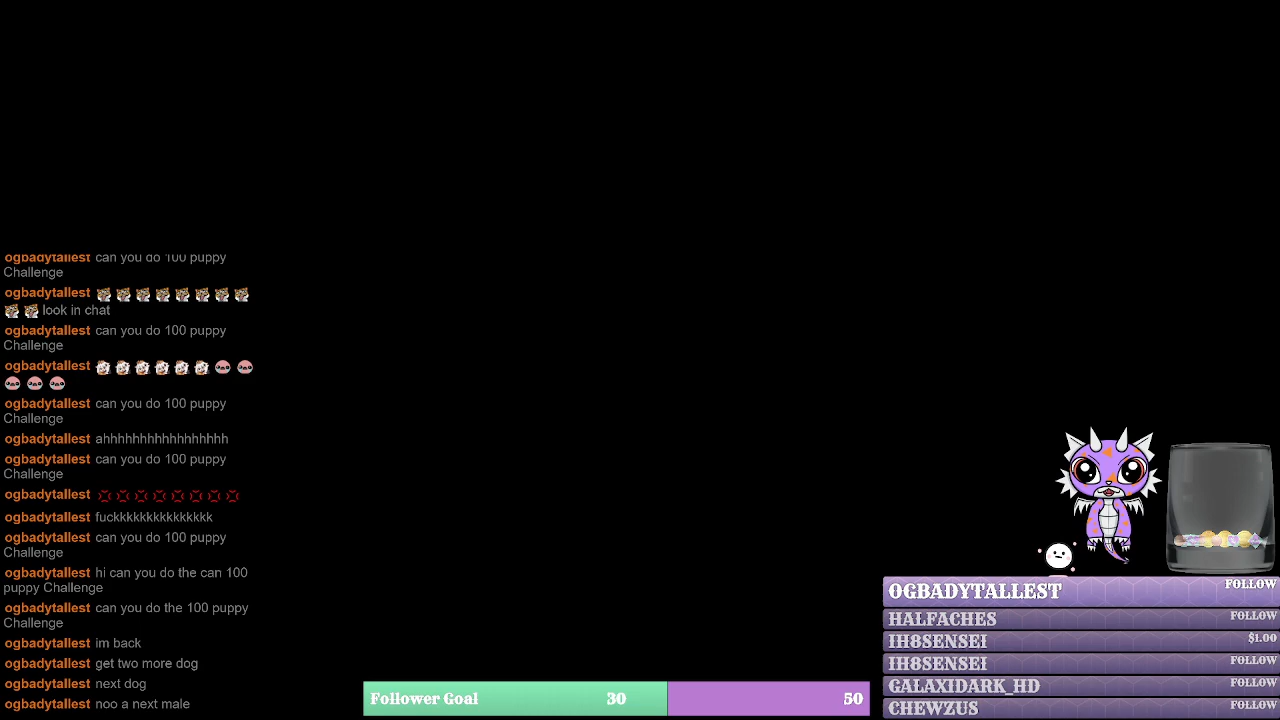 ogbadytallest can you do 100 puppy
Challenge
ogbadytallest
look in chat
ogbadytallest can you do 100 puppy
Challenge
ogbadytallest
ogbadytallest can you do 100 puppy
Challenge
ogbadytallest ahhhhhhhhhhhhhhhhh
ogbadytallest can you do 100 puppy
Challenge
ogbadytallest
ogbadytallest fuckkkkkkkkkkkkkkk
ogbadytallest can you do 100 puppy
Challenge
ogbadytallest hi can you do the can 100
puppy Challenge
ogbadytallest can you do the 100 puppy
Challenge
ogbadytallest im back
ogbadytallest get two more dog
ogbadytallest next dog
ogbadytallest noo a next male
Follower Goal 30 50
OGBADYTALLEST FOLLOW
HALFACHES FOLLOW
IH8SENSEI $1.00
IH8SENSEI FOLLOW
GALAXIDARK_HD FOLLOW
CHEWZUS FOLLOW